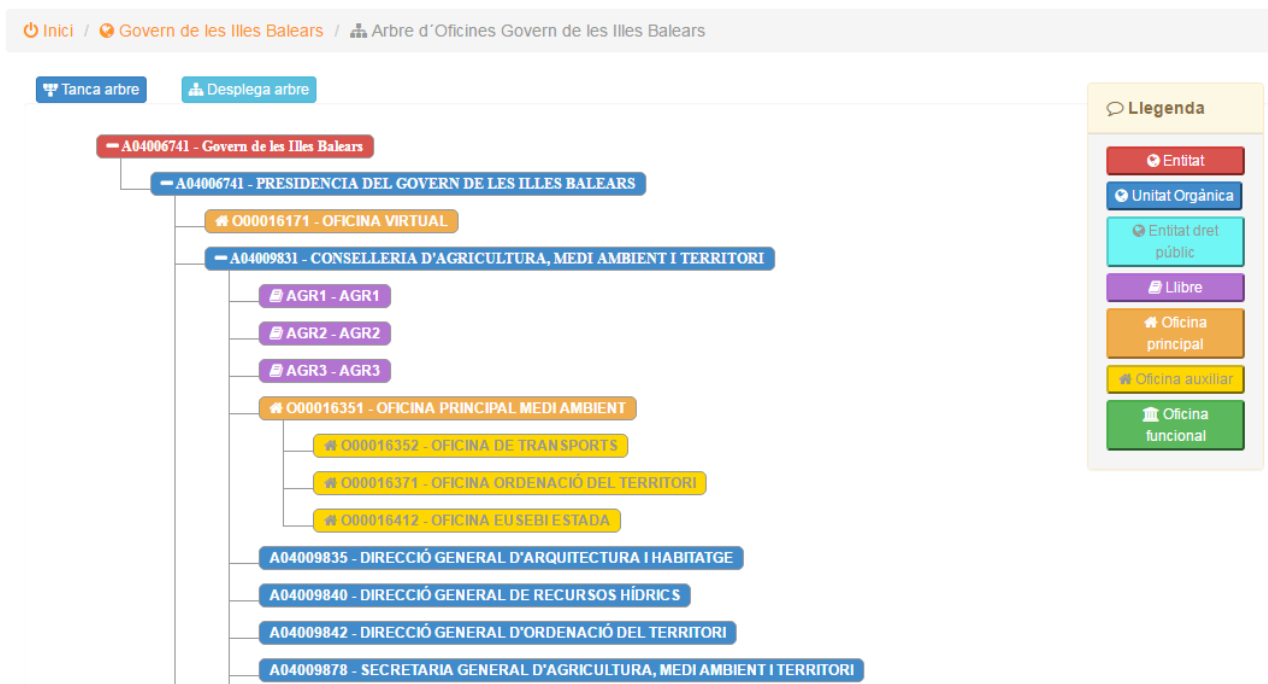 Inici / Govern de les Illes Balears / Arbre d´Oficines Govern de les Illes Balears
Tanca arbre
Desplega arbre
A04006741 - Govern de les Illes Balears
A04006741 - PRESIDENCIA DEL GOVERN DE LES ILLES BALEARS
O00016171 - OFICINA VIRTUAL
A04009831 - CONSELLERIA D'AGRICULTURA, MEDI AMBIENT I TERRITORI
AGR1 - AGR1
AGR2 - AGR2
AGR3 - AGR3
O00016351 - OFICINA PRINCIPAL MEDI AMBIENT
O00016352 - OFICINA DE TRANSPORTS
O00016371 - OFICINA ORDENACIÓ DEL TERRITORI
O00016412 - OFICINA EUSEBI ESTADA
A04009835 - DIRECCIÓ GENERAL D'ARQUITECTURA I HABITATGE
A04009840 - DIRECCIÓ GENERAL DE RECURSOS HÍDRICS
A04009842 - DIRECCIÓ GENERAL D'ORDENACIÓ DEL TERRITORI
A04009878 - SECRETARIA GENERAL D'AGRICULTURA, MEDI AMBIENT I TERRITORI
Llegenda
Entitat
Unitat Orgànica
Entitat dret
públic
Llibre
Oficina
principal
Oficina auxiliar
Oficina
funcional